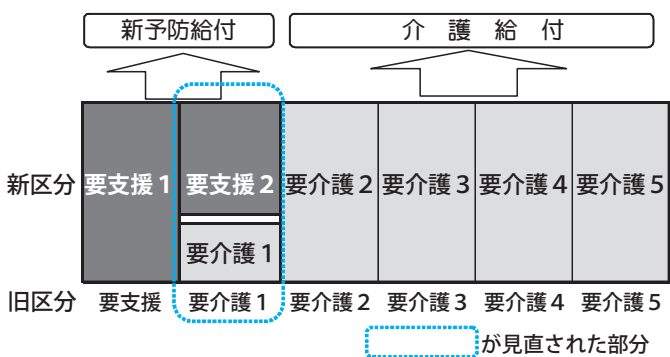 新予防給付 介護給付
新区分 要支援1 要支援2 要介護2 要介護3 要介護4 要介護5
要介護1
旧区分 要支援 要介護1 要介護2 要介護3 要介護4 要介護5
が見直された部分